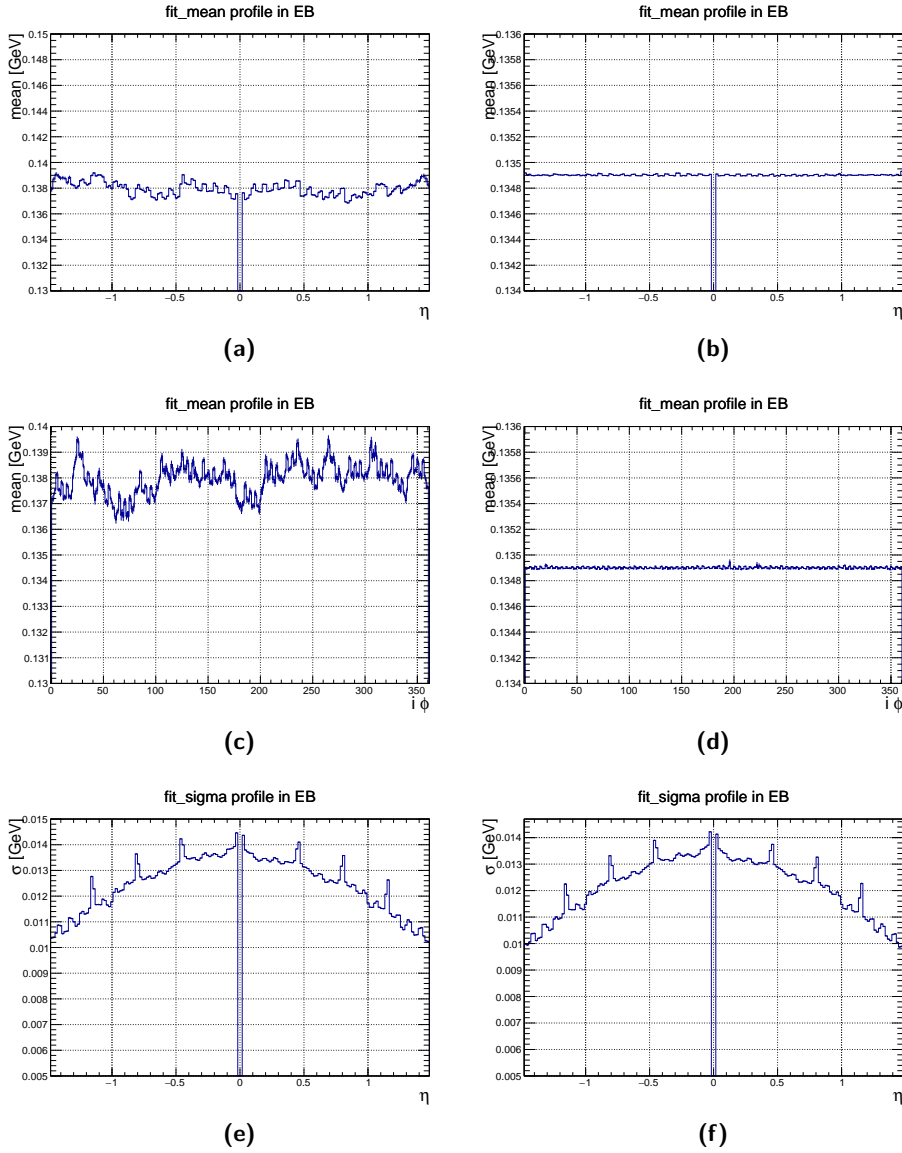 fit_mean profile in EB
mean [GeV]
0.15
0.148
0.146
0.144
0.142
0.14
0.138
0.136
0.134
0.132
0.13
−1 −0.5 0 0.5 1
η
(a)
fit_mean profile in EB
mean [GeV]
0.136
0.1358
0.1356
0.1354
0.1352
0.135
0.1348
0.1346
0.1344
0.1342
0.134
−1 −0.5 0 0.5 1
η
(b)
fit_mean profile in EB
mean [GeV]
0.14
0.139
0.138
0.137
0.136
0.135
0.134
0.133
0.132
0.131
0.13
0 50 100 150 200 250 300 350
i ϕ
(c)
fit_mean profile in EB
mean [GeV]
0.136
0.1358
0.1356
0.1354
0.1352
0.135
0.1348
0.1346
0.1344
0.1342
0.134
0 50 100 150 200 250 300 350
i ϕ
(d)
fit_sigma profile in EB
σ [GeV]
0.015
0.014
0.013
0.012
0.011
0.01
0.009
0.008
0.007
0.006
0.005
−1 −0.5 0 0.5 1
η
(e)
fit_sigma profile in EB
σ [GeV]
0.014
0.013
0.012
0.011
0.01
0.009
0.008
0.007
0.006
0.005
−1 −0.5 0 0.5 1
η
(f)